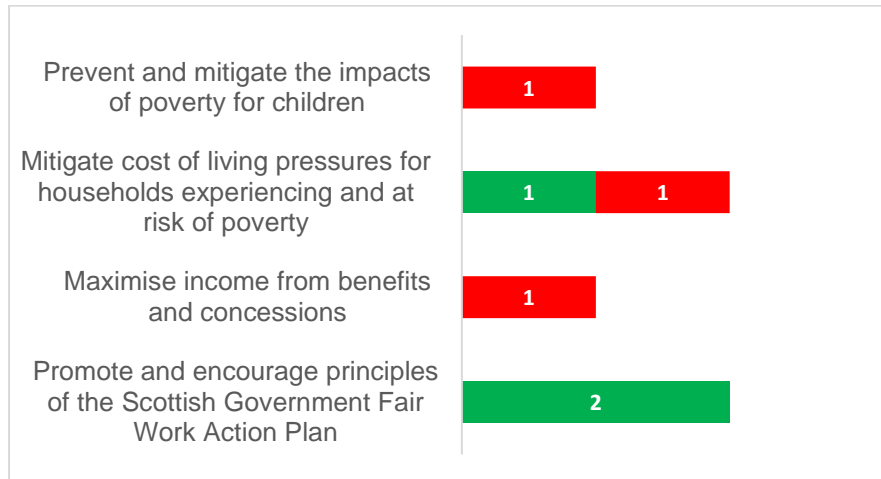 Prevent and mitigate the impacts
of poverty for children
1
Mitigate cost of living pressures for
households experiencing and at
risk of poverty
1 1
Maximise income from benefits
and concessions
1
Promote and encourage principles
of the Scottish Government Fair
Work Action Plan
2